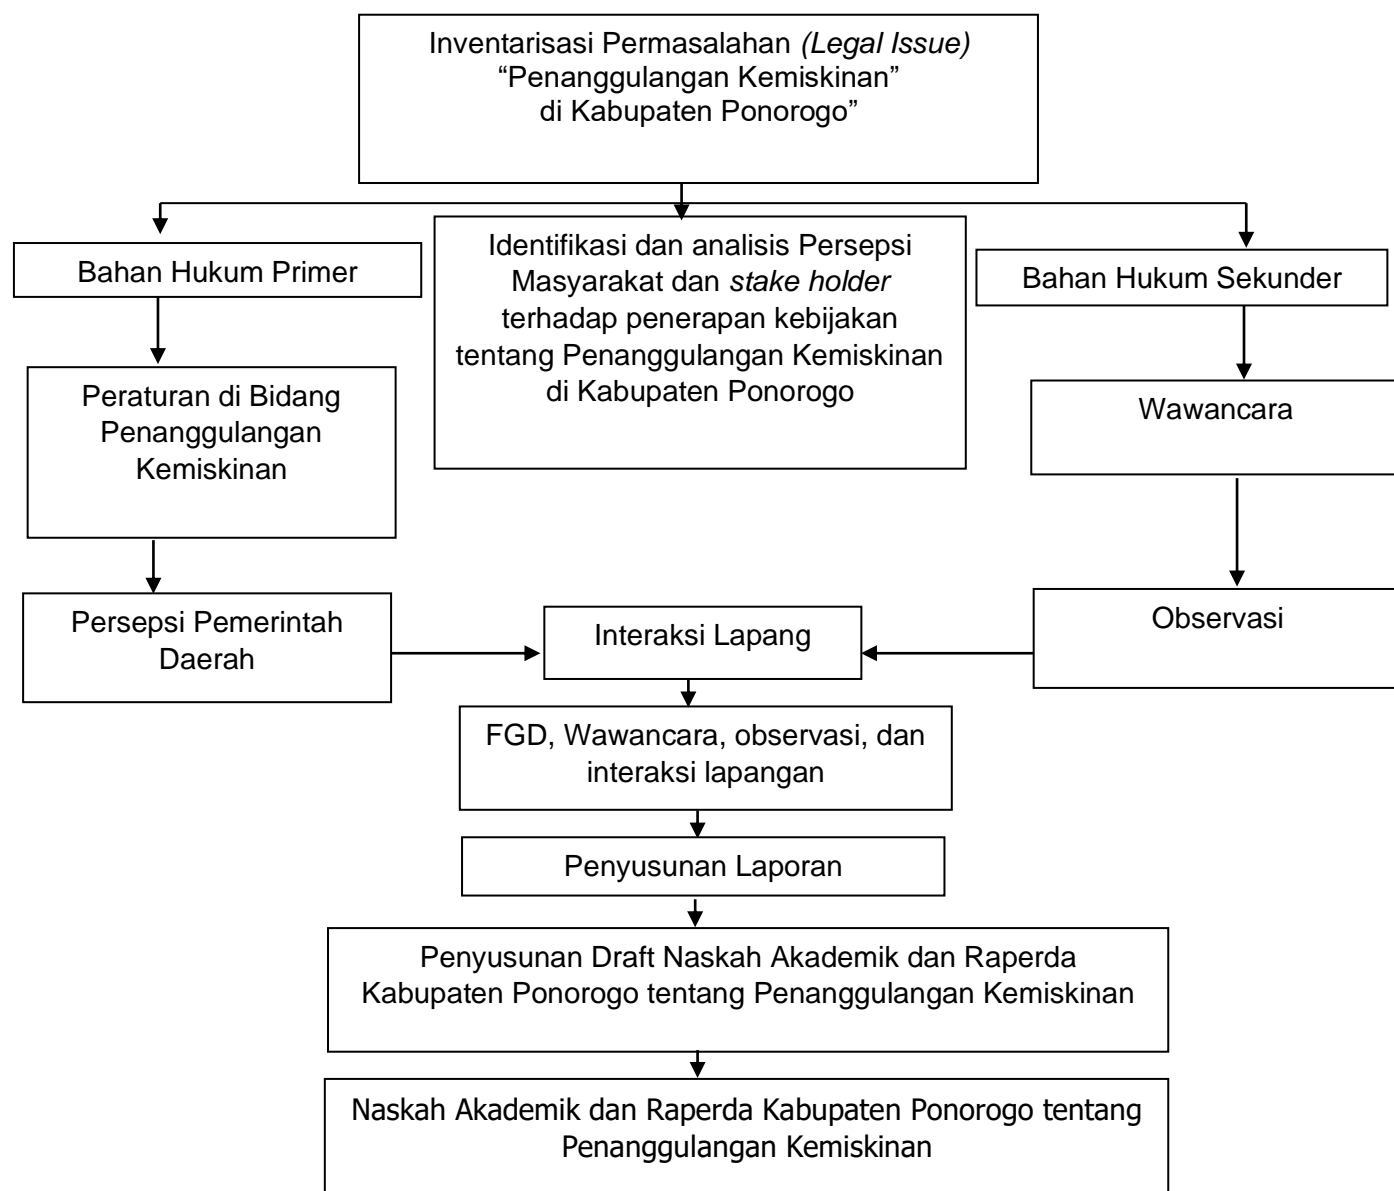 Inventarisasi Permasalahan (Legal Issue)
“Penanggulangan Kemiskinan”
di Kabupaten Ponorogo”
Bahan Hukum Primer
Identifikasi dan analisis Persepsi
Masyarakat dan stake holder
terhadap penerapan kebijakan
tentang Penanggulangan Kemiskinan
di Kabupaten Ponorogo
Bahan Hukum Sekunder
Peraturan di Bidang
Penanggulangan
Kemiskinan
Wawancara
Persepsi Pemerintah
Daerah
Interaksi Lapang
Observasi
FGD, Wawancara, observasi, dan
interaksi lapangan
Penyusunan Laporan
Penyusunan Draft Naskah Akademik dan Raperda
Kabupaten Ponorogo tentang Penanggulangan Kemiskinan
Naskah Akademik dan Raperda Kabupaten Ponorogo tentang
Penanggulangan Kemiskinan